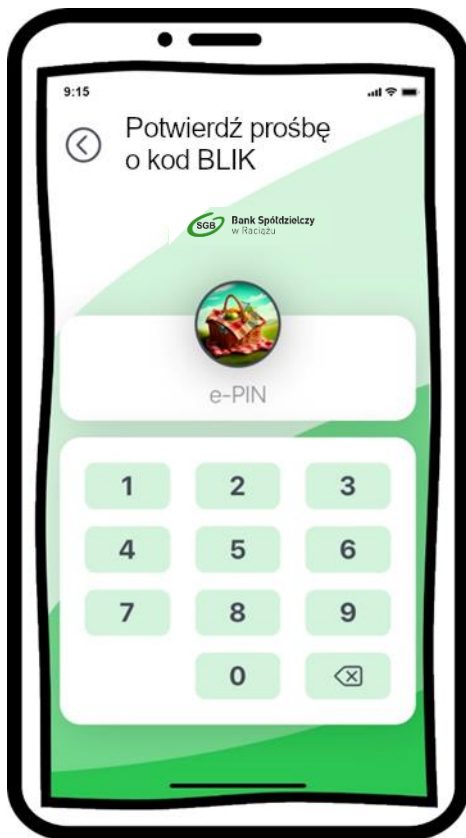 9:15
Potwierdź prośbę
o kod BLIK
SGB Bank Spółdzielczy
w Raciążu
e-PIN
1 2 3
4 5 6
7 8 9
0